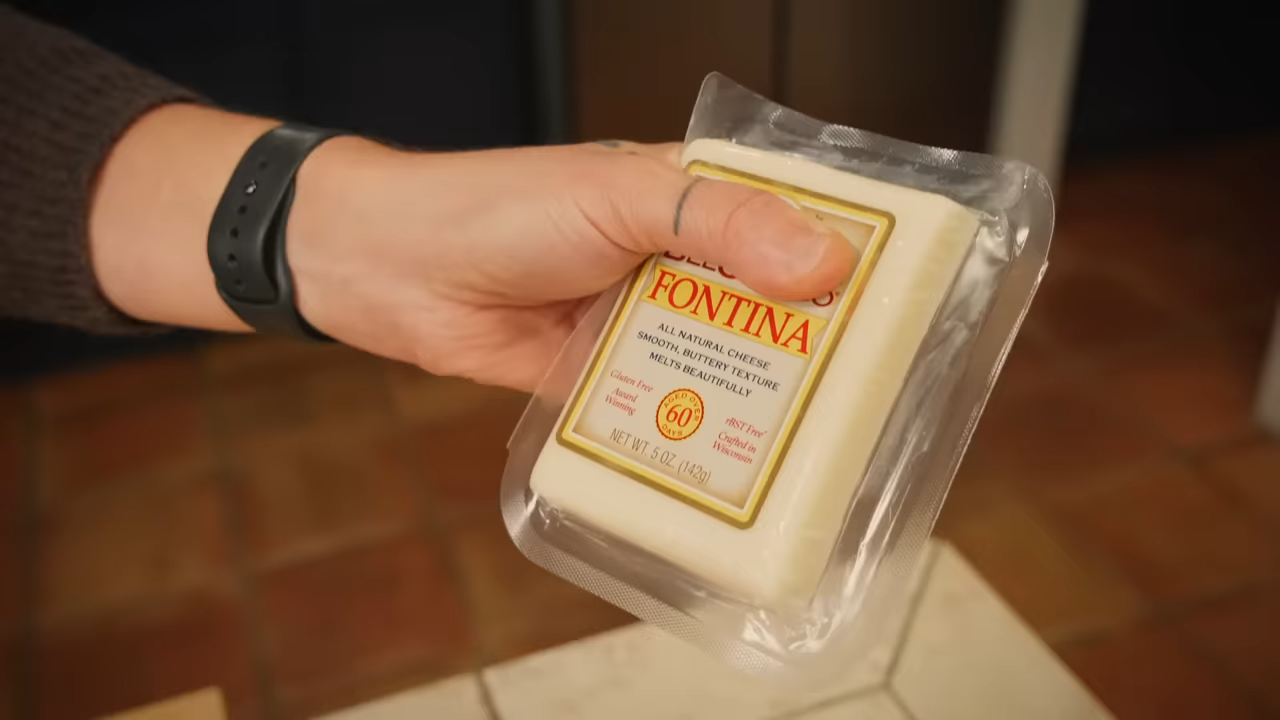 FONTINA
ALL NATURAL CHEESE
SMOOTH, BUTTERY TEXTURE
MELTS BEAUTIFULLY
Gluten Free
Award
Winning
AGED OVER
60
DAYS
rBST Free*
Crafted in
Wisconsin
NET WT. 5 OZ. (142g)